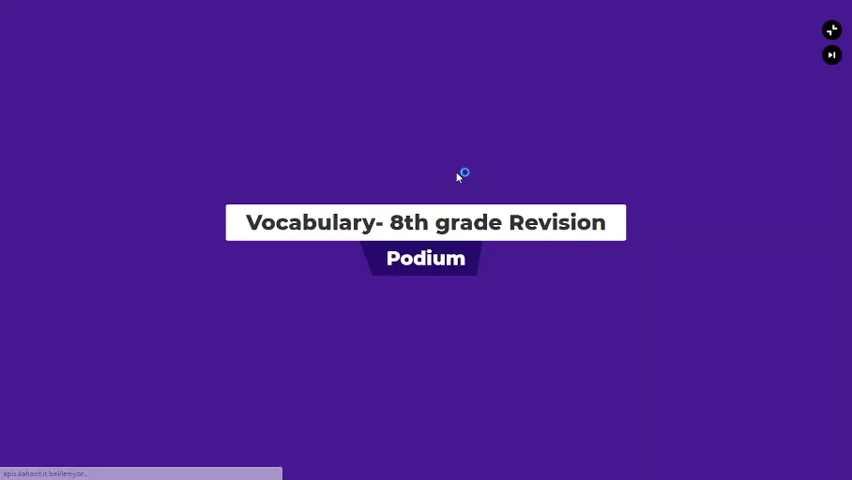 Vocabulary- 8th grade Revision
Podium
apis.kahoot.it bekleniyor...